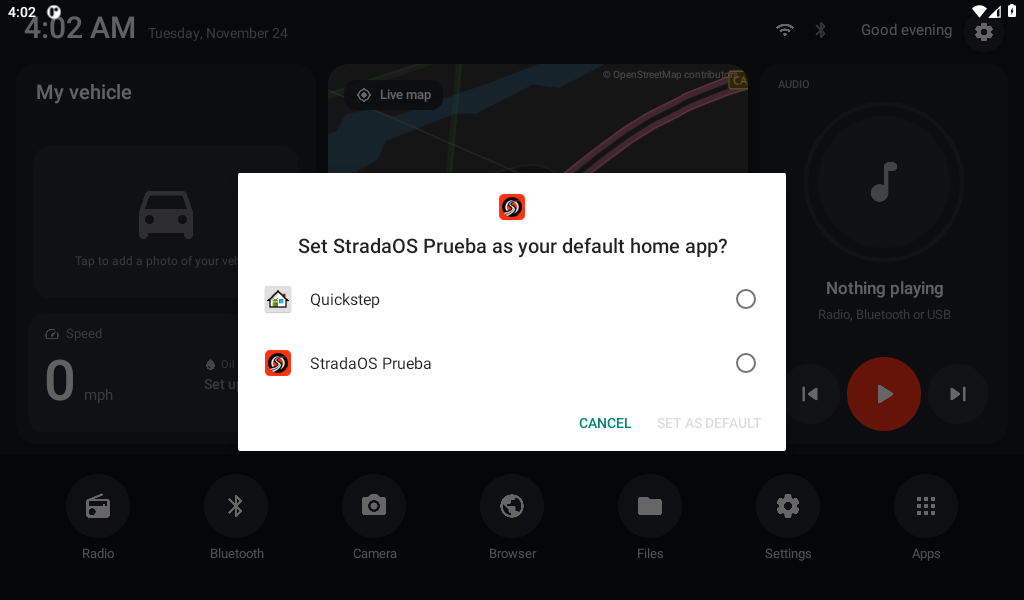 4:02
4:02 AM
Tuesday, November 24
Good evening
My vehicle
Live map
© OpenStreetMap contributors
CA
AUDIO
Set StradaOS Prueba as your default home app?
Quickstep
StradaOS Prueba
CANCEL
SET AS DEFAULT
Tap to add a photo of your veh
Speed
0
mph
Oil
Set u
Nothing playing
Radio, Bluetooth or USB
Radio
Bluetooth
Camera
Browser
Files
Settings
Apps